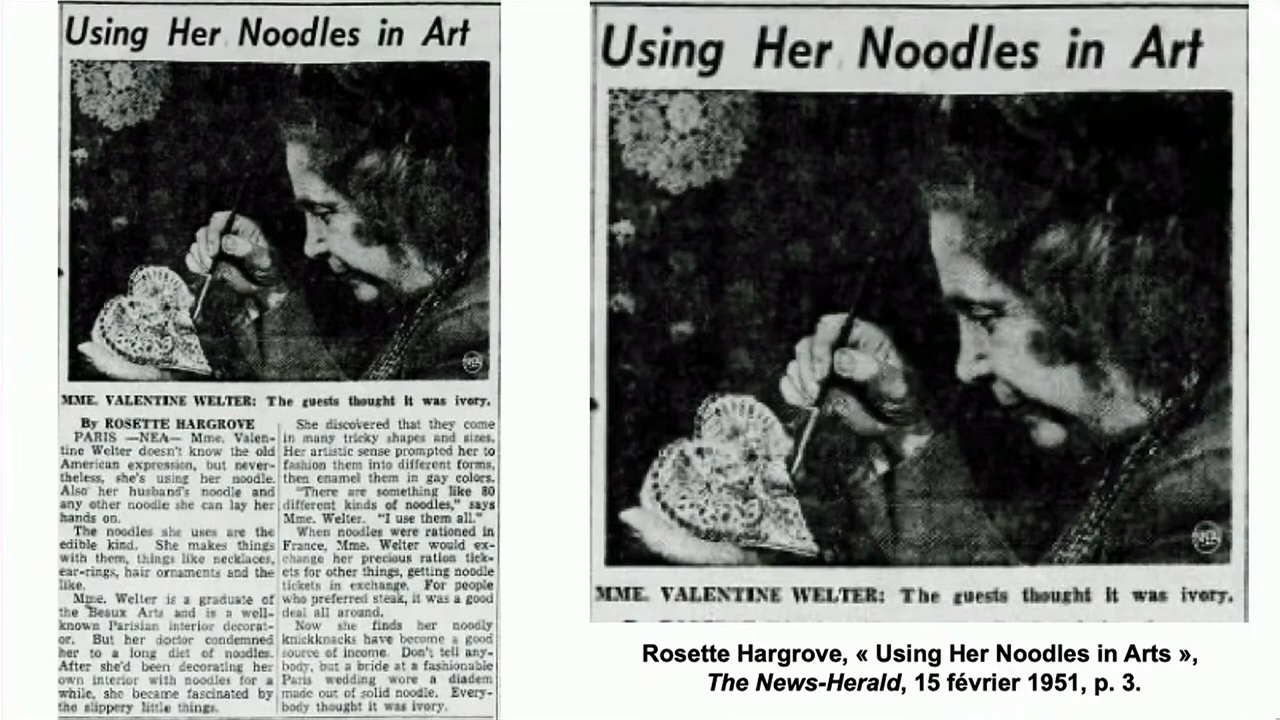 Using Her Noodles in Art
MME. VALENTINE WELTER: The guests thought it was ivory.
By ROSETTE HARGROVE
PARIS —NEA— Mme. Valen-
tine Welter doesn't know the old
American expression, but never-
theless, she's using her noodle.
Also her husband's noodle and
any other noodle she can lay her
hands on.
The noodles she uses are the
edible kind. She makes things
with them, things like necklaces,
ear-rings, hair ornaments and the
like.
Mme. Welter is a graduate of
the Beaux Arts and is a well-
known Parisian interior decorat-
or. But her doctor condemned
her to a long diet of noodles.
After she'd been decorating her
own interior with noodles for a
while, she became fascinated by
the slippery little things.
She discovered that they come
in many tricky shapes and sizes.
Her artistic sense prompted her to
fashion them into different forms,
then enamel them in gay colors.
"There are something like 80
different kinds of noodles," says
Mme. Welter. "I use them all."
When noodles were rationed in
France, Mme. Welter would ex-
change her precious ration tick-
ets for other things, getting noodle
tickets in exchange. For people
who preferred steak, it was a good
deal all around.
Now she finds her noodly
knickknacks have become a good
source of income. Don't tell any-
body, but a bride at a fashionable
Paris wedding wore a diadem
made out of solid noodle. Every-
body thought it was ivory.
Using Her Noodles in Art
MME. VALENTINE WELTER: The guests thought it was ivory.
Rosette Hargrove, « Using Her Noodles in Arts »,
The News-Herald, 15 février 1951, p. 3.